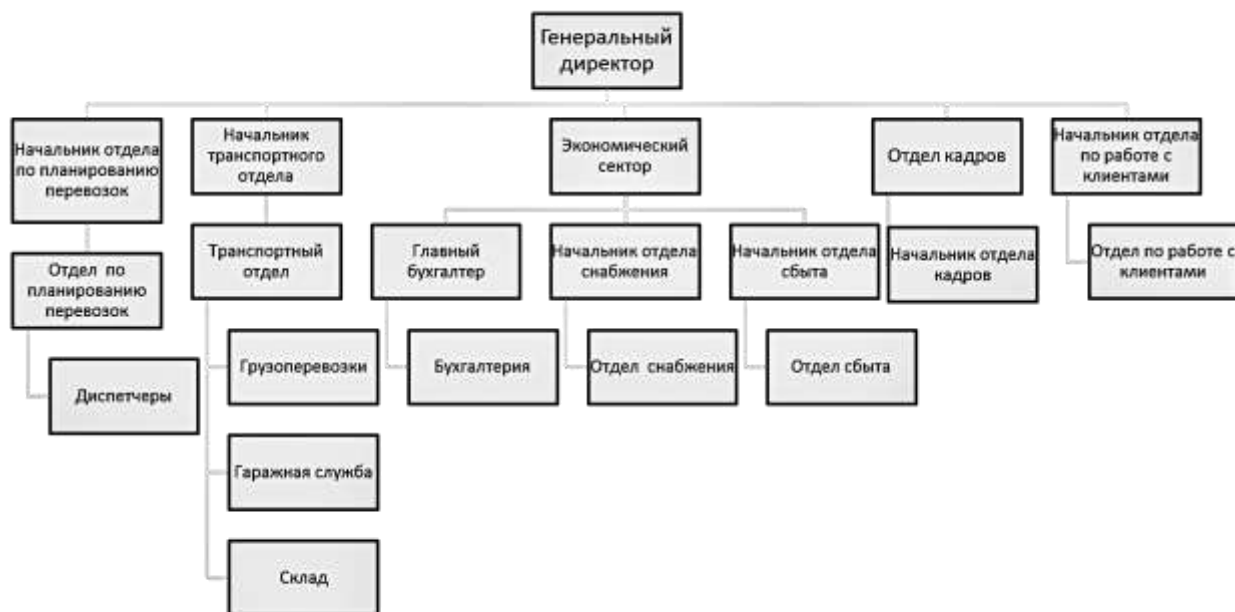 Генеральный
директор
Начальник отдела
по планированию
перевозок
Начальник
транспортного
отдела
Экономический
сектор
Отдел кадров
Начальник отдела
по работе с
клиентами
Отдел по
планированию
перевозок
Транспортный
отдел
Главный
бухгалтер
Начальник отдела
снабжения
Начальник отдела
сбыта
Начальник отдела
кадров
Отдел по работе с
клиентами
Диспетчеры
Грузоперевозки
Бухгалтерия
Отдел снабжения
Отдел сбыта
Гаражная служба
Склад